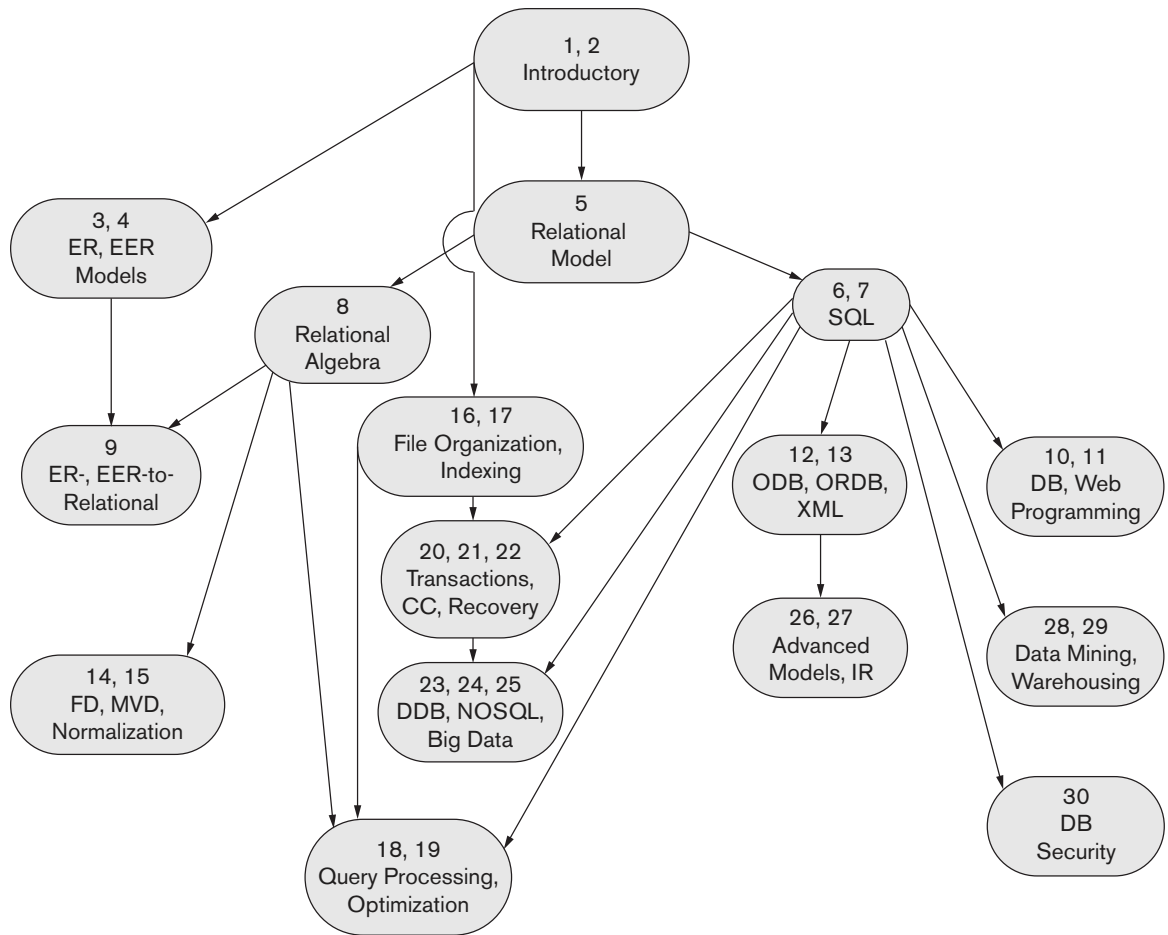 1, 2
Introductory
5
Relational
Model
3, 4
ER, EER
Models
6, 7
SQL
8
Relational
Algebra
16, 17
File Organization,
Indexing
9
ER-, EER-to-
Relational
12, 13
ODB, ORDB,
XML
10, 11
DB, Web
Programming
20, 21, 22
Transactions,
CC, Recovery
26, 27
Advanced
Models, IR
28, 29
Data Mining,
Warehousing
14, 15
FD, MVD,
Normalization
23, 24, 25
DDB, NOSQL,
Big Data
30
DB
Security
18, 19
Query Processing,
Optimization